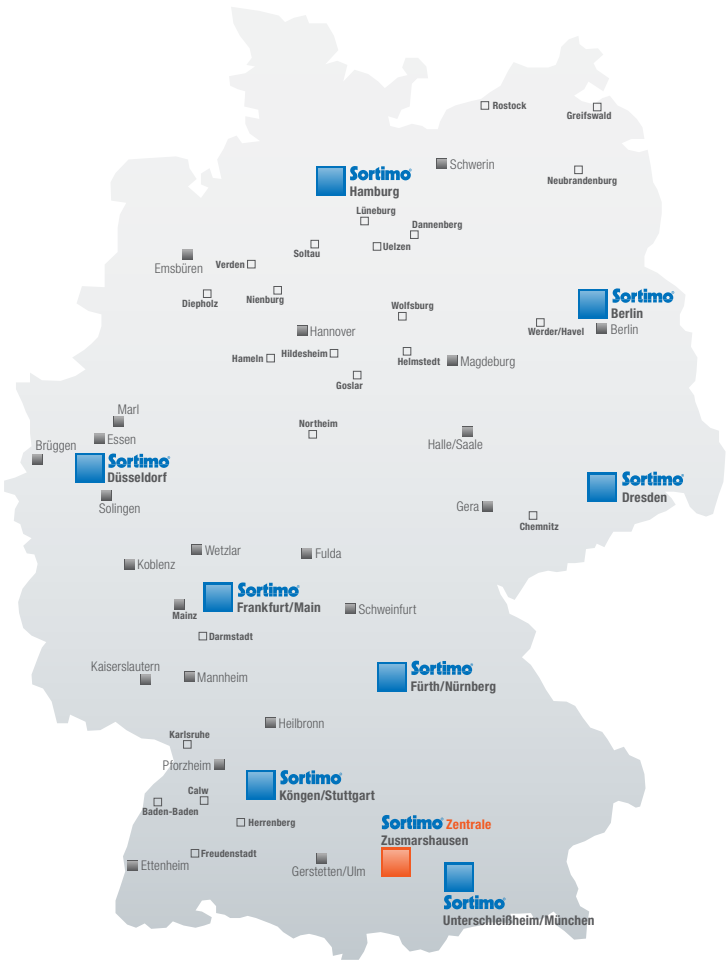 Rostock
Greifswald
Schwerin
Sortimo®
Hamburg
Neubrandenburg
Lüneburg
Dannenberg
Soltau
Uelzen
Emsbüren
Verden
Diepholz
Nienburg
Wolfsburg
Sortimo®
Berlin
Werder/Havel
Berlin
Hannover
Hameln
Hildesheim
Helmstedt
Magdeburg
Goslar
Marl
Northeim
Essen
Brüggen
Halle/Saale
Sortimo®
Düsseldorf
Sortimo®
Dresden
Solingen
Gera
Chemnitz
Wetzlar
Fulda
Koblenz
Sortimo®
Frankfurt/Main
Mainz
Schweinfurt
Darmstadt
Kaiserslautern
Mannheim
Sortimo®
Fürth/Nürnberg
Heilbronn
Karlsruhe
Pforzheim
Sortimo®
Köngen/Stuttgart
Calw
Baden-Baden
Herrenberg
Sortimo® Zentrale
Zusmarshausen
Freudenstadt
Ettenheim
Gerstetten/Ulm
Sortimo®
Unterschleißheim/München